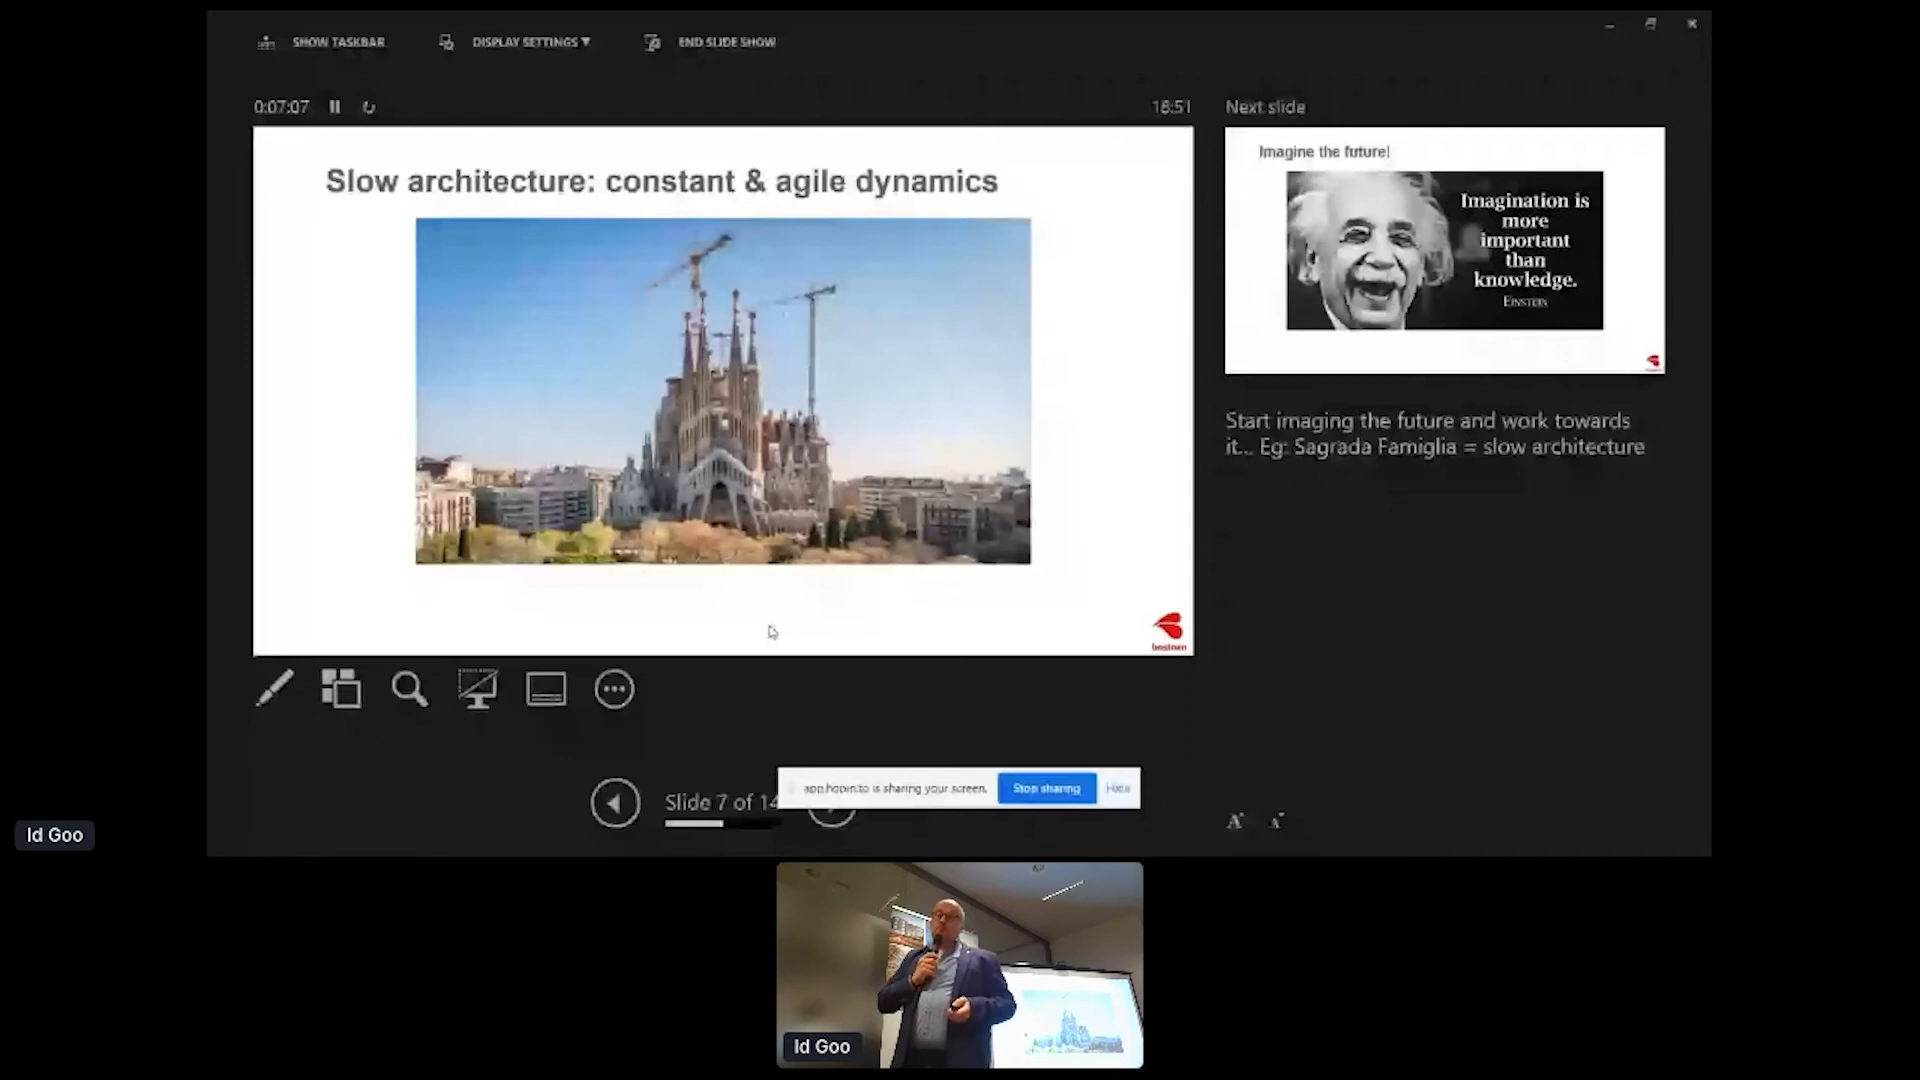 SHOW TASKBAR
DISPLAY SETTINGS ▼
END SLIDE SHOW
0:07:07
18:51
Next slide
Slow architecture: constant & agile dynamics
Imagine the future!
Imagination is
more
important
than
knowledge.
EINSTEIN
Start imaging the future and work towards
it... Eg: Sagrada Famiglia = slow architecture
Slide 7 of 14
app.hopin.to is sharing your screen.
Stop sharing
Hide
A
A
Id Goo
Id Goo